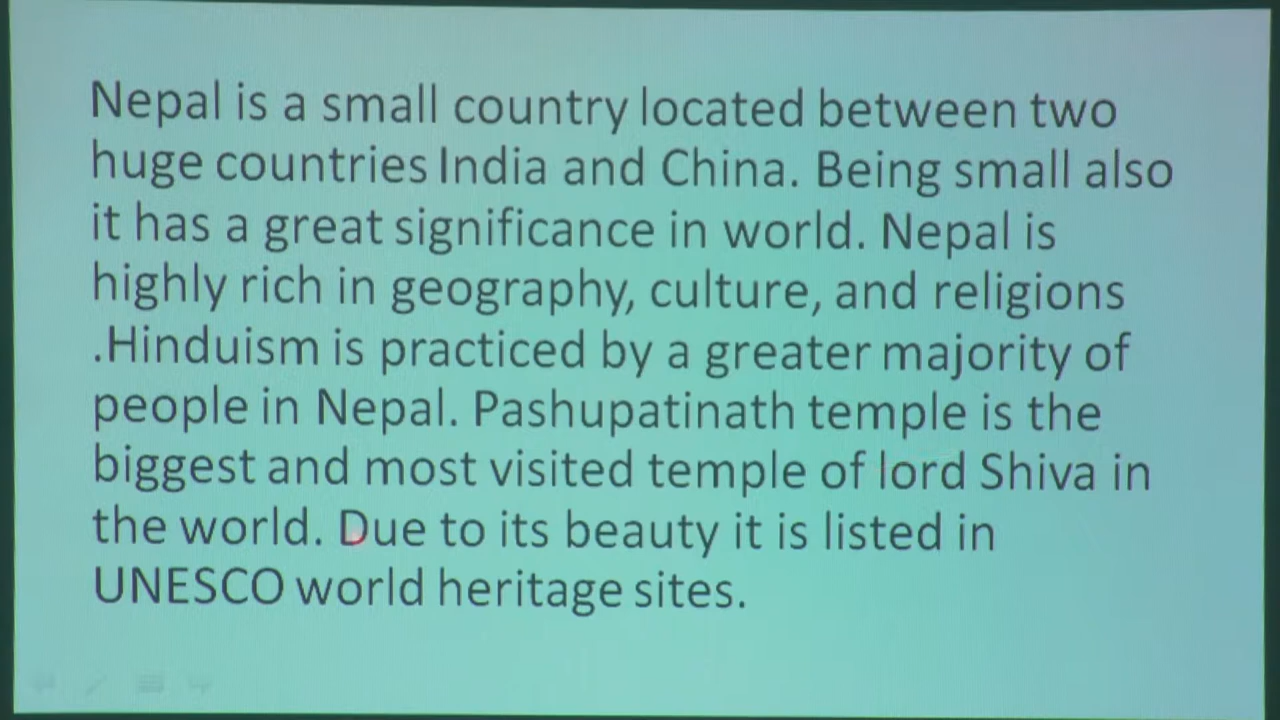 Nepal is a small country located between two
huge countries India and China. Being small also
it has a great significance in world. Nepal is
highly rich in geography, culture, and religions
.Hinduism is practiced by a greater majority of
people in Nepal. Pashupatinath temple is the
biggest and most visited temple of lord Shiva in
the world. Due to its beauty it is listed in
UNESCO world heritage sites.